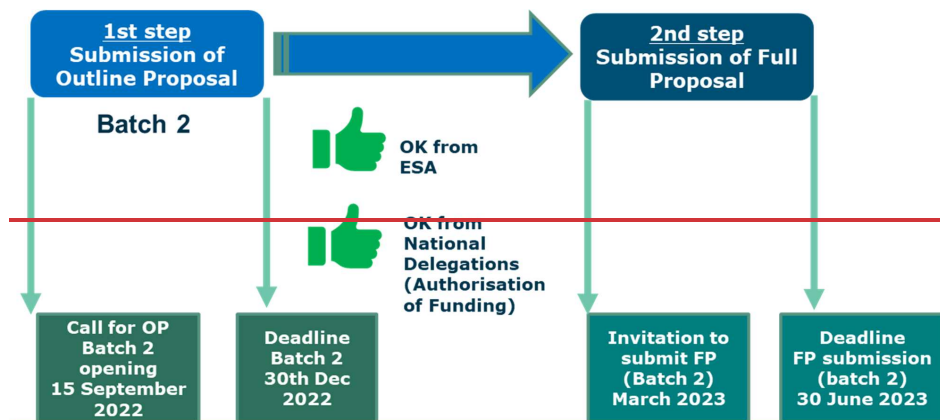 1st step
Submission of
Outline Proposal
2nd step
Submission of Full
Proposal
Batch 2
OK from
ESA
OK from
National
Delegations
(Authorisation
of Funding)
Call for OP
Batch 2
opening
15 September
2022
Deadline
Batch 2
30th Dec
2022
Invitation to
submit FP
(Batch 2)
March 2023
Deadline
FP submission
(batch 2)
30 June 2023